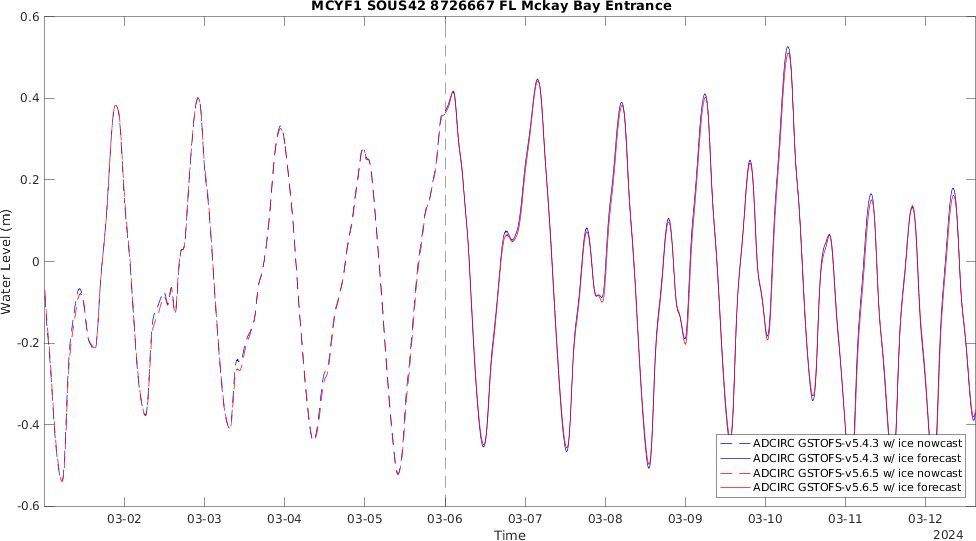 MCYF1 SOUS42 8726667 FL Mckay Bay Entrance
0.6
0.4
0.2
0
-0.2
-0.4
-0.6
Water Level (m)
ADCIRC GSTOFS-v5.4.3 w/ ice nowcast
ADCIRC GSTOFS-v5.4.3 w/ ice forecast
ADCIRC GSTOFS-v5.6.5 w/ ice nowcast
ADCIRC GSTOFS-v5.6.5 w/ ice forecast
03-02 03-03 03-04 03-05 03-06 03-07 03-08 03-09 03-10 03-11 03-12
Time
2024